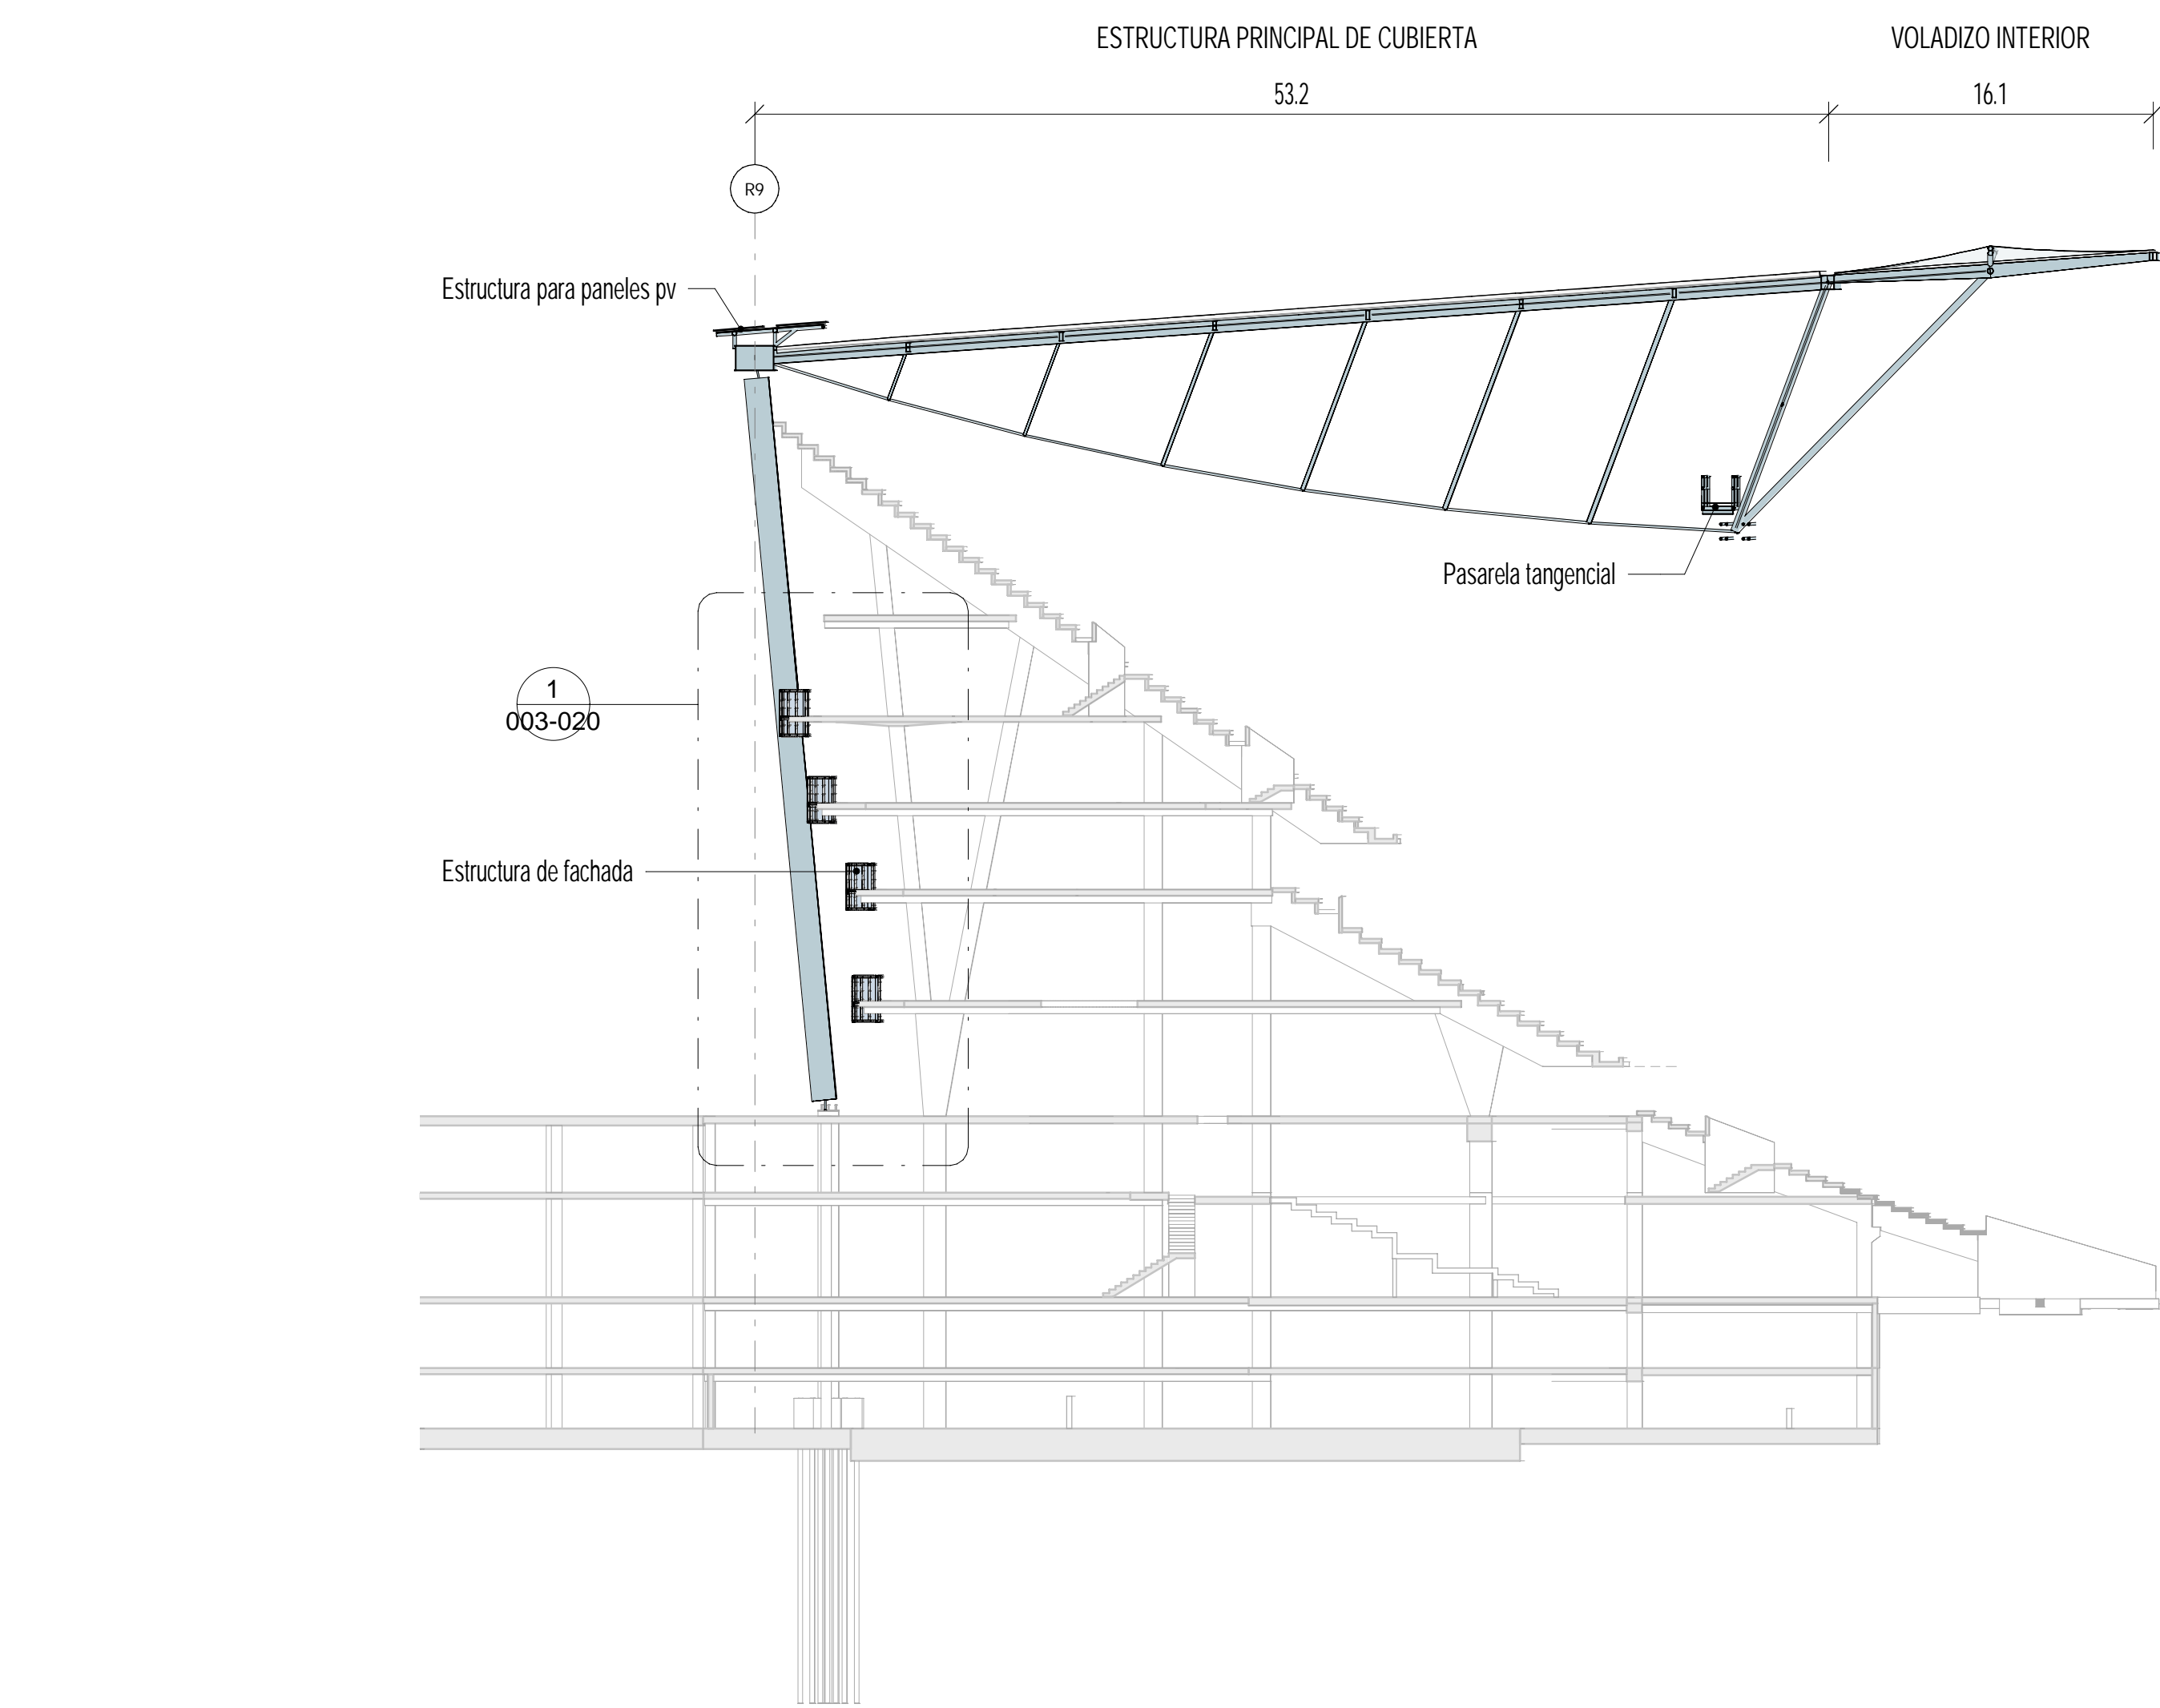 ESTRUCTURA PRINCIPAL DE CUBIERTA
VOLADIZO INTERIOR
53.2
16.1
R9
Estructura para paneles pv
Pasarela tangencial
1
003-020
Estructura de fachada